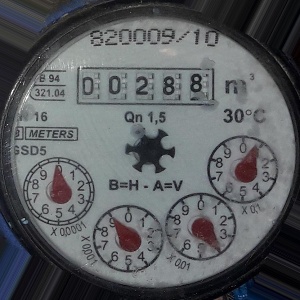 820009/10
B 94
321.04
00288 m³
16
Qn 1,5
30°C
METERS
GSD5
B=H - A=V
X 0,0001
X 0,001
X 0,01
X 0,1